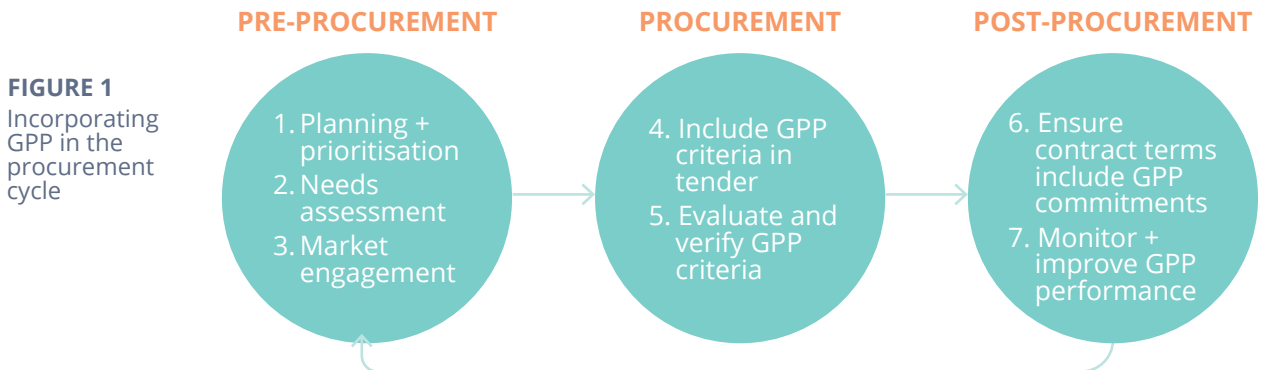 PRE-PROCUREMENT
PROCUREMENT
POST-PROCUREMENT
FIGURE 1
Incorporating
GPP in the
procurement
cycle
1. Planning +
prioritisation
2. Needs
assessment
3. Market
engagement
4. Include GPP
criteria in
tender
5. Evaluate and
verify GPP
criteria
6. Ensure
contract terms
include GPP
commitments
7. Monitor +
improve GPP
performance